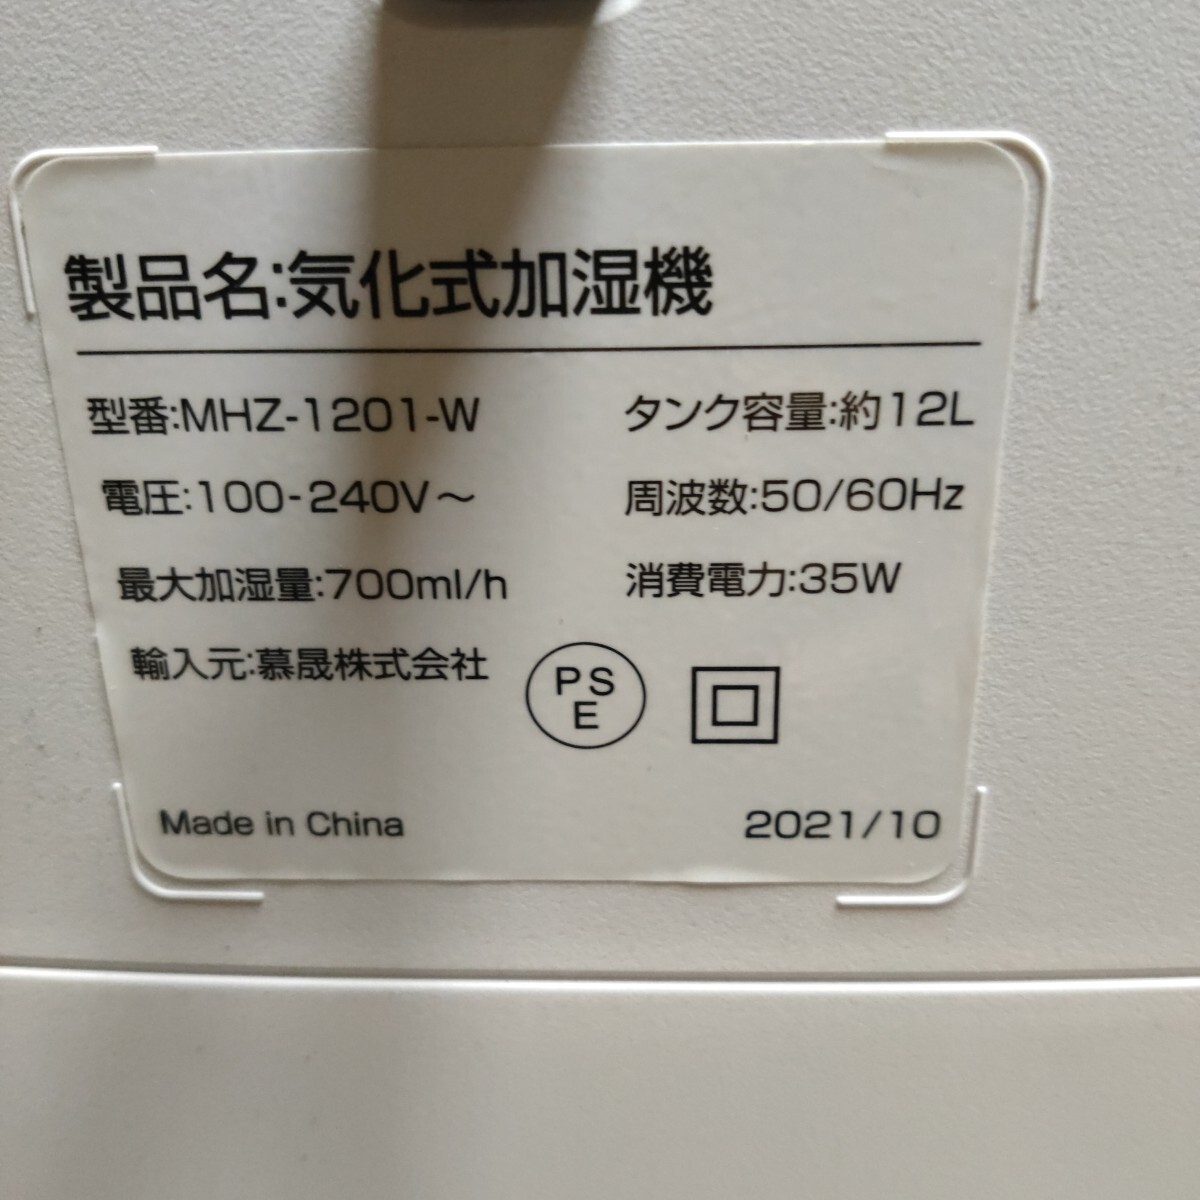 製品名:気化式加湿機
型番:MHZ-1201-W
タンク容量:約12L
電圧:100-240V～
周波数:50/60Hz
最大加湿量:700ml/h
消費電力:35W
輸入元:慕晟株式会社
PS
E
Made in China
2021/10